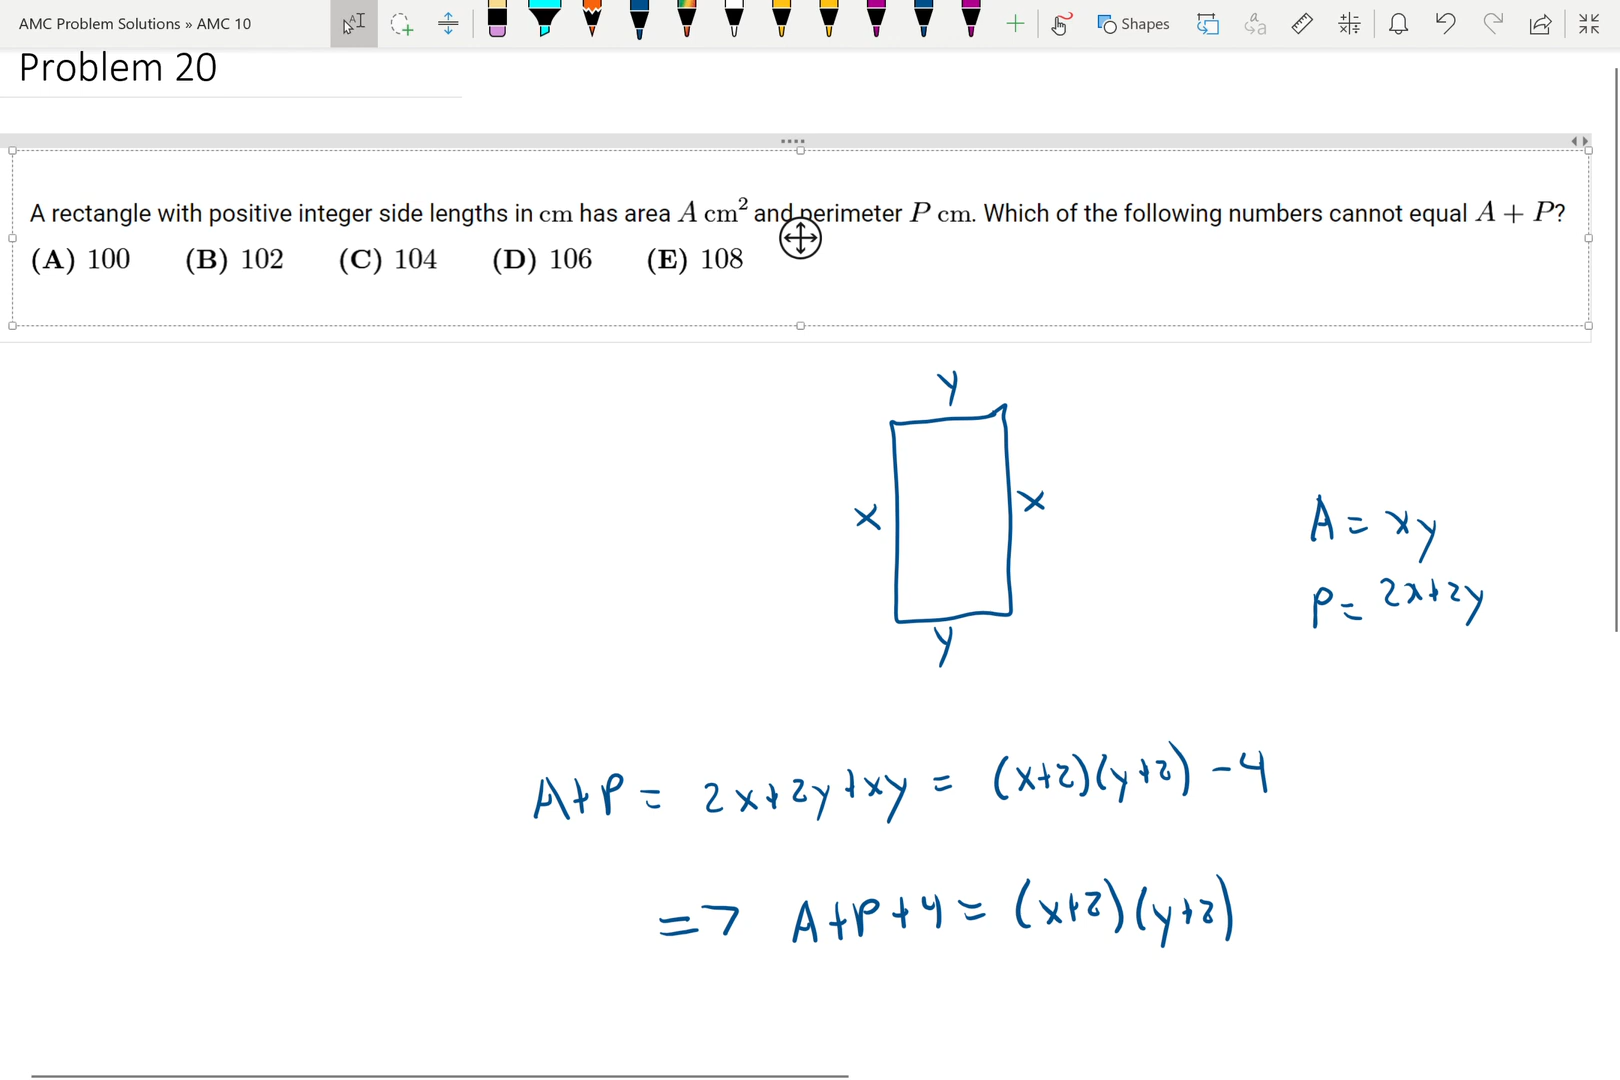 AMC Problem Solutions » AMC 10
Shapes
Problem 20
A rectangle with positive integer side lengths in cm has area A cm² and perimeter P cm. Which of the following numbers cannot equal A + P?
(A) 100 (B) 102 (C) 104 (D) 106 (E) 108
y
x x
y
A = xy
P = 2x+2y
A+P = 2x+2y+xy = (x+2)(y+2) -4
=> A+P+4 = (x+2)(y+2)